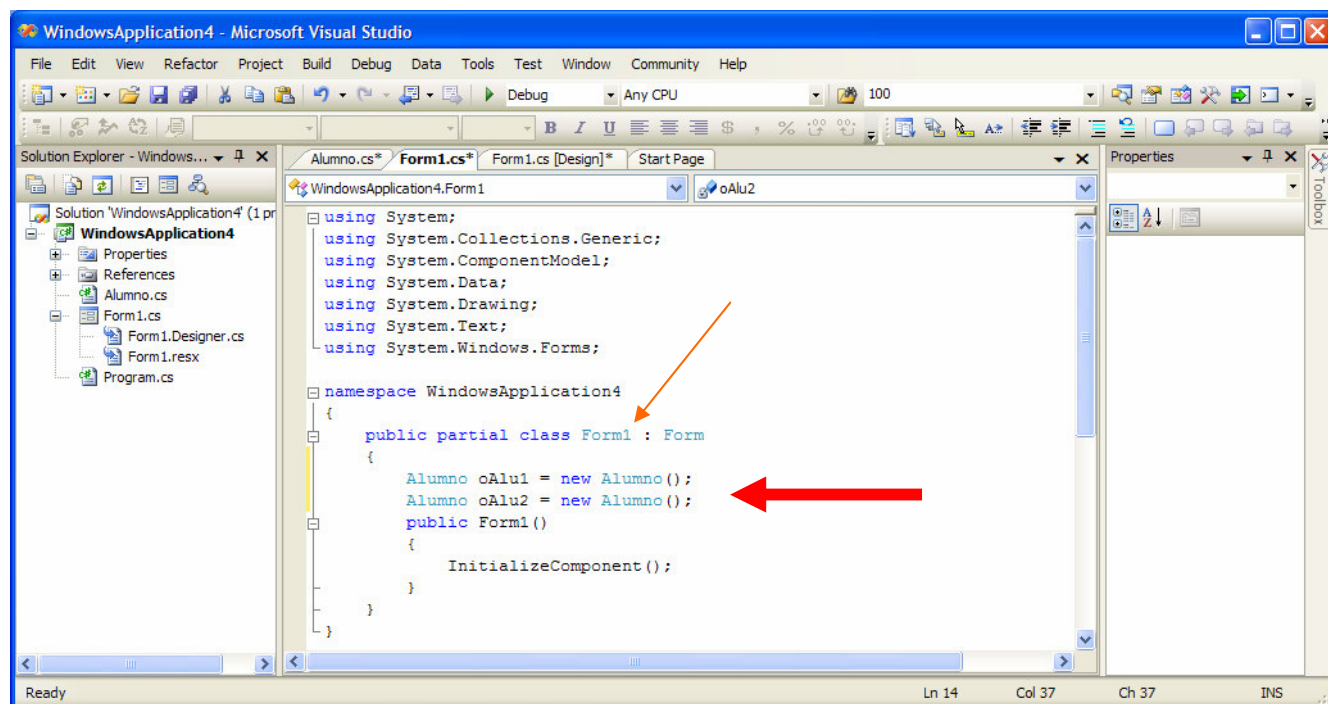 WindowsApplication4 - Microsoft Visual Studio
File Edit View Refactor Project Build Debug Data Tools Test Window Community Help
Debug Any CPU 100
B I U $ , %
Solution Explorer - Windows...
Alumno.cs* Form1.cs* Form1.cs [Design]* Start Page
Properties
Toolbox
WindowsApplication4.Form1 oAlu2
Solution 'WindowsApplication4' (1 pr
WindowsApplication4
Properties
References
Alumno.cs
Form1.cs
Form1.Designer.cs
Form1.resx
Program.cs
using System;
using System.Collections.Generic;
using System.ComponentModel;
using System.Data;
using System.Drawing;
using System.Text;
using System.Windows.Forms;
namespace WindowsApplication4
{
public partial class Form1 : Form
{
Alumno oAlu1 = new Alumno();
Alumno oAlu2 = new Alumno();
public Form1()
{
InitializeComponent();
}
}
}
Ready Ln 14 Col 37 Ch 37 INS